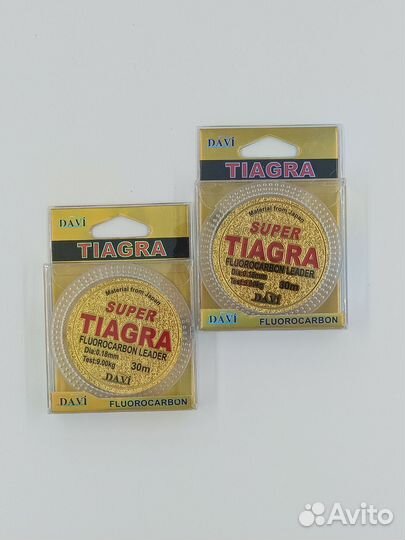 DAVİ
TIAGRA
Material from Japan
SUPER
TIAGRA
FLUOROCARBON LEADER
30m
DAVİ
DAVİ
FLUOROCARBON
DAVİ
TIAGRA
Material from Japan
SUPER
TIAGRA
FLUOROCARBON LEADER
Dia:0.18mm
Test:9.00kg
30m
DAVİ
DAVİ
FLUOROCARBON
Avito